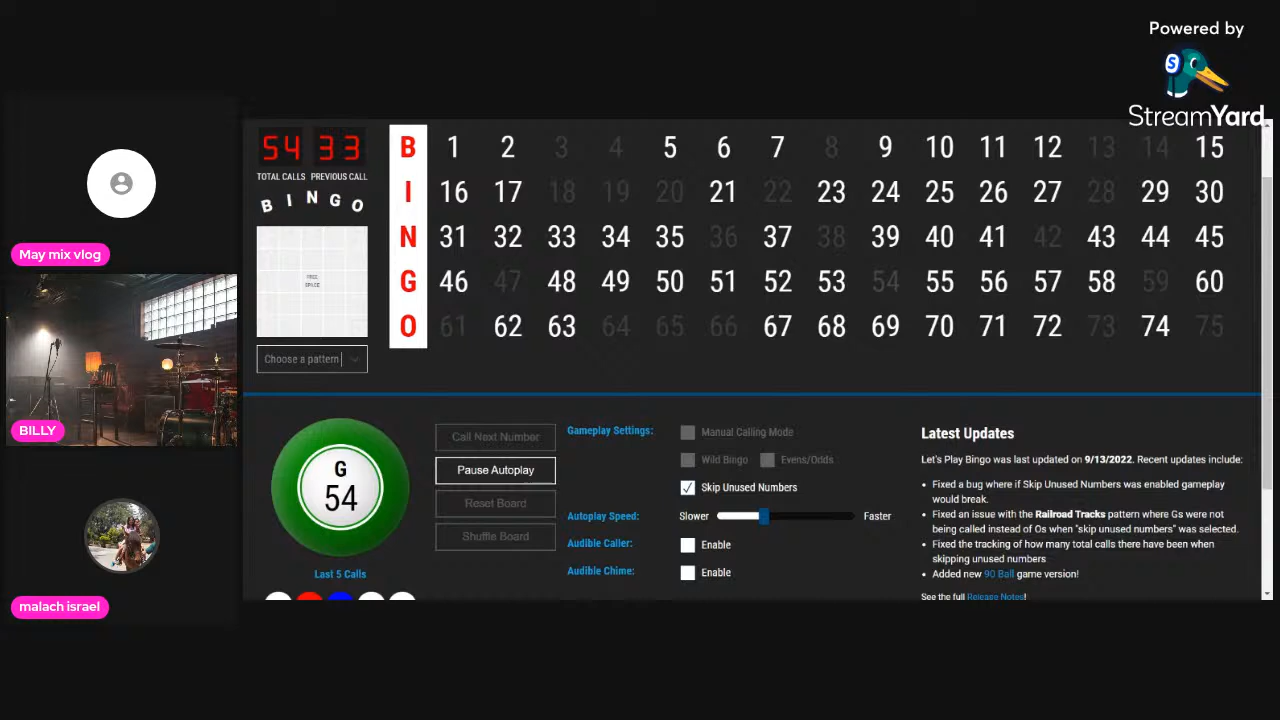 Powered by
S
StreamYard
54 33
TOTAL CALLS PREVIOUS CALL
BINGO
FREE
SPACE
Choose a pattern
B 1 2 3 4 5 6 7 8 9 10 11 12 13 14 15
I 16 17 18 19 20 21 22 23 24 25 26 27 28 29 30
N 31 32 33 34 35 36 37 38 39 40 41 42 43 44 45
G 46 47 48 49 50 51 52 53 54 55 56 57 58 59 60
O 61 62 63 64 65 66 67 68 69 70 71 72 73 74 75
May mix vlog
BILLY
malach israel
G
54
Last 5 Calls
Call Next Number
Pause Autoplay
Reset Board
Shuffle Board
Gameplay Settings:
Manual Calling Mode
Wild Bingo Evens/Odds
Skip Unused Numbers
Autoplay Speed: Slower Faster
Audible Caller: Enable
Audible Chime: Enable
Latest Updates
Let's Play Bingo was last updated on 9/13/2022. Recent updates include:
• Fixed a bug where if Skip Unused Numbers was enabled gameplay
would break.
• Fixed an issue with the Railroad Tracks pattern where Gs were not
being called instead of Os when "skip unused numbers" was selected.
• Fixed the tracking of how many total calls there have been when
skipping unused numbers
• Added new 90 Ball game version!
See the full Release Notes!